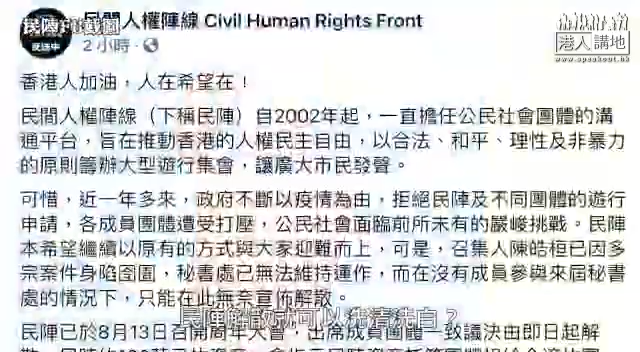 民陣FB截圖
民間人權陣線 Civil Human Rights Front
2 小時
港人講地
www.speakout.hk
香港人加油，人在希望在！
民間人權陣線（下稱民陣）自2002年起，一直擔任公民社會團體的溝
通平台，旨在推動香港的人權民主自由，以合法、和平、理性及非暴力
的原則籌辦大型遊行集會，讓廣大市民發聲。
可惜，近一年多來，政府不斷以疫情為由，拒絕民陣及不同團體的遊行
申請，各成員團體遭受打壓，公民社會面臨前所未有的嚴峻挑戰。民陣
本希望繼續以原有的方式與大家迎難而上，可是，召集人陳皓桓已因多
宗案件身陷囹圄，秘書處已無法維持運作，而在沒有成員參與來屆秘書
處的情況下，只能在此無奈宣佈解散。
民陣解散就可以洗清洗白？
民陣已於8月13日召開周年大會，出席成員團體一致議決由即日起解